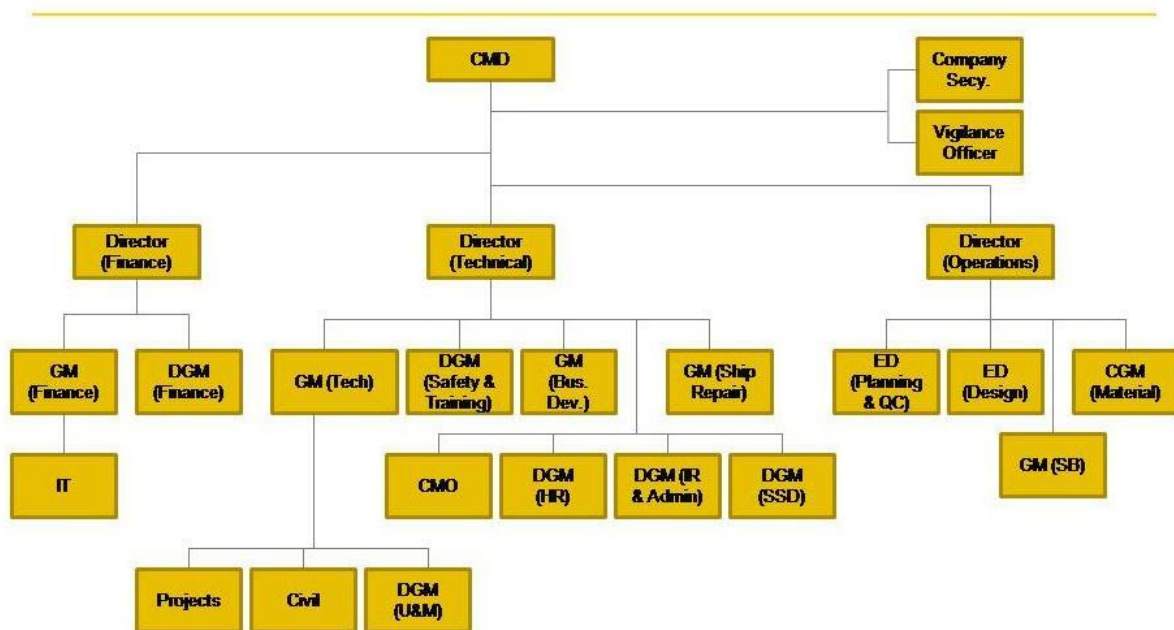 CMD
Company
Secy.
Vigilance
Officer
Director
(Finance)
Director
(Technical)
Director
(Operations)
GM
(Finance)
DGM
(Finance)
GM (Tech)
DGM
(Safety &
Training)
GM
(Bus.
Dev.)
GM (Ship
Repair)
ED
(Planning
& QC)
ED
(Design)
CGM
(Material)
IT
CMO
DGM
(HR)
DGM (IR
& Admin)
DGM
(SSD)
GM (SB)
Projects
Civil
DGM
(U&M)